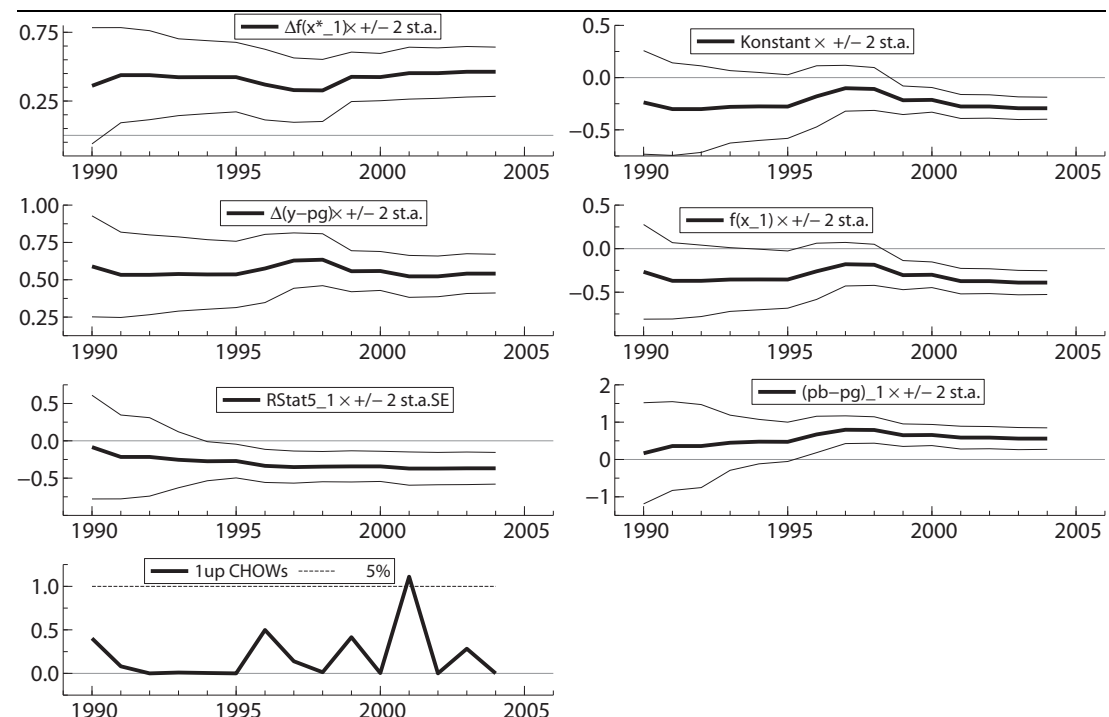 Δf(x*_1)× +/− 2 st.a.
0.75
0.25
1990 1995 2000 2005
Konstant × +/− 2 st.a.
0.5
0.0
−0.5
1990 1995 2000 2005
Δ(y−pg)× +/− 2 st.a.
1.00
0.75
0.50
0.25
1990 1995 2000 2005
f(x_1) × +/− 2 st.a.
0.5
0.0
−0.5
1990 1995 2000 2005
RStat5_1 × +/− 2 st.a.SE
0.5
0.0
−0.5
1990 1995 2000 2005
(pb−pg)_1 × +/− 2 st.a.
2
1
0
−1
1990 1995 2000 2005
1up CHOWs 5%
1.0
0.5
0.0
1990 1995 2000 2005